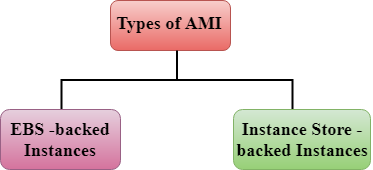 Types of AMI
EBS -backed
Instances
Instance Store -
backed Instances